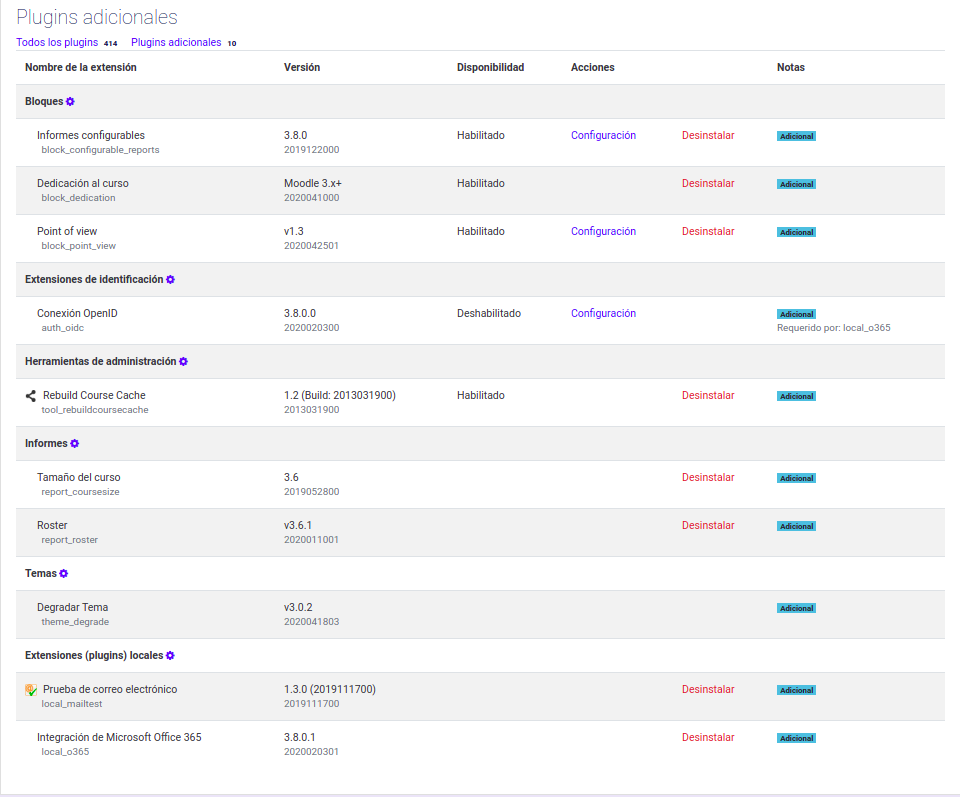 Plugins adicionales
Todos los plugins 414 Plugins adicionales 10
Nombre de la extensión Versión Disponibilidad Acciones Notas
Bloques
Informes configurables 3.8.0 Habilitado Configuración Desinstalar Adicional
block_configurable_reports 2019122000
Dedicación al curso Moodle 3.x+ Habilitado Desinstalar Adicional
block_dedication 2020041000
Point of view v1.3 Habilitado Configuración Desinstalar Adicional
block_point_view 2020042501
Extensiones de identificación
Conexión OpenID 3.8.0.0 Deshabilitado Configuración Adicional
auth_oidc 2020020300 Requerido por: local_o365
Herramientas de administración
Rebuild Course Cache 1.2 (Build: 2013031900) Habilitado Desinstalar Adicional
tool_rebuildcoursecache 2013031900
Informes
Tamaño del curso 3.6 Desinstalar Adicional
report_coursesize 2019052800
Roster v3.6.1 Desinstalar Adicional
report_roster 2020011001
Temas
Degradar Tema v3.0.2 Adicional
theme_degrade 2020041803
Extensiones (plugins) locales
Prueba de correo electrónico 1.3.0 (2019111700) Desinstalar Adicional
local_mailtest 2019111700
Integración de Microsoft Office 365 3.8.0.1 Desinstalar Adicional
local_o365 2020020301